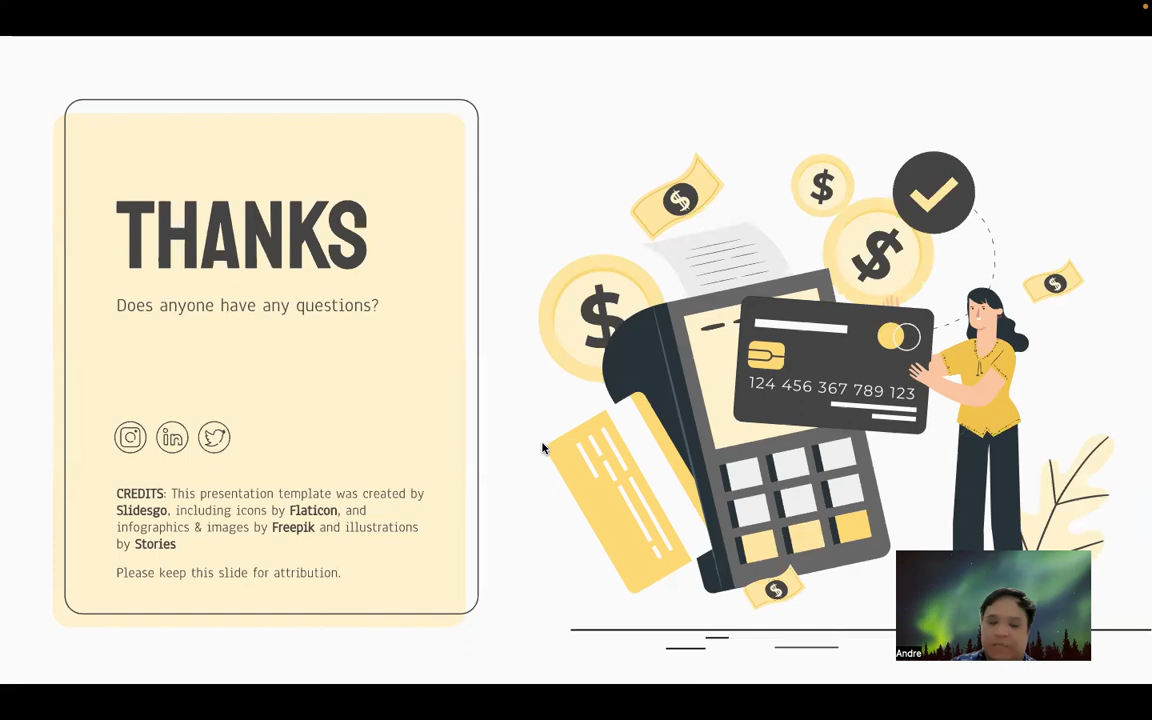 THANKS
Does anyone have any questions?
CREDITS: This presentation template was created by
Slidesgo, including icons by Flaticon, and
infographics & images by Freepik and illustrations
by Stories
Please keep this slide for attribution.
$
$
$
$
$
$
124 456 367 789 123
in
Andre